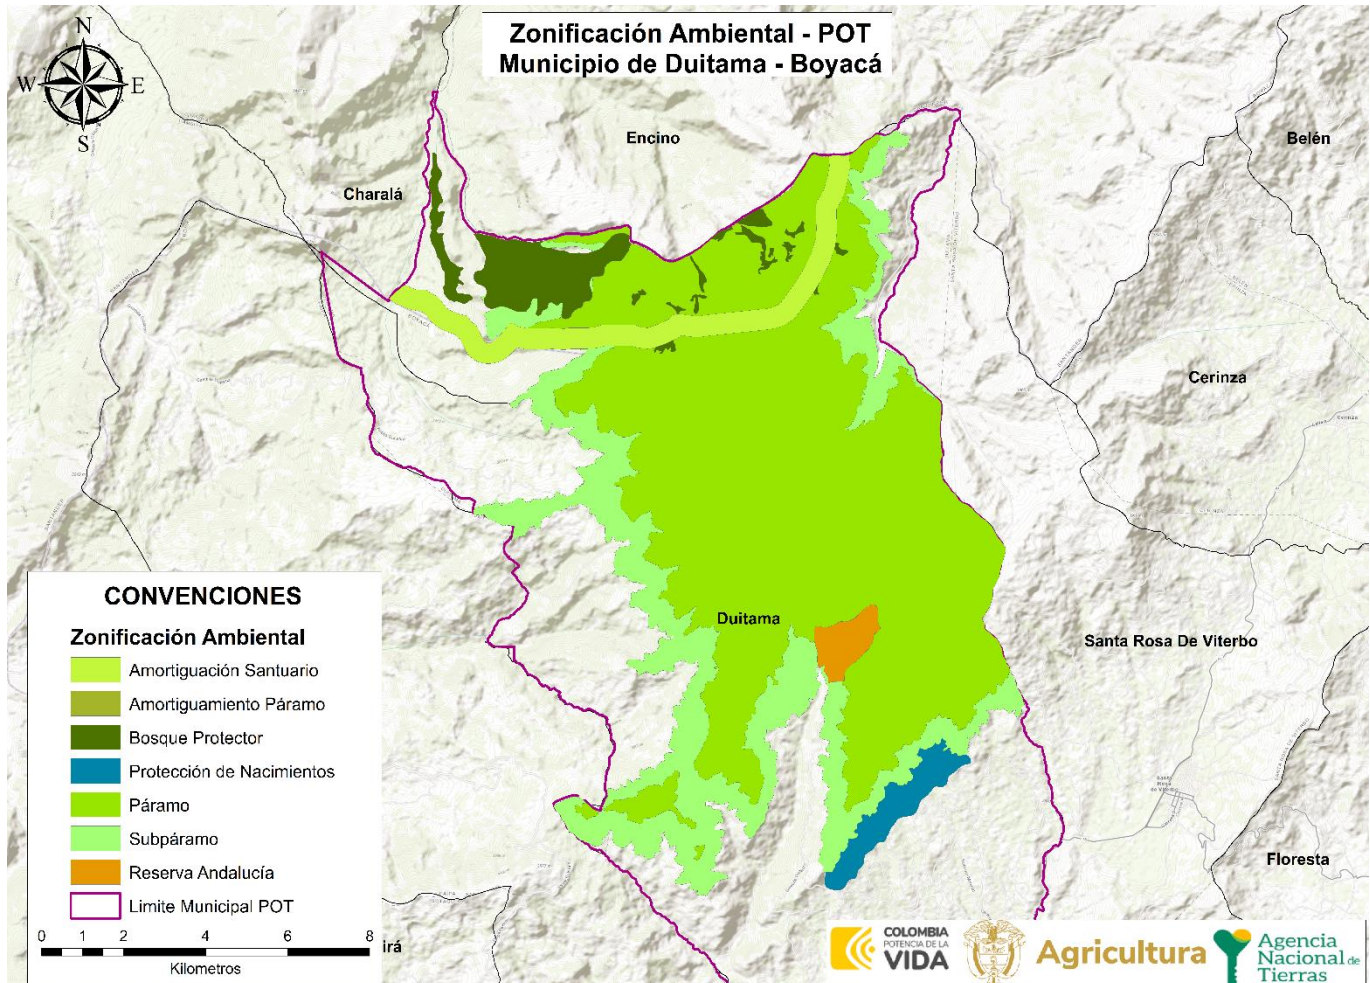 Zonificación Ambiental - POT
Municipio de Duitama - Boyacá
N
W
E
S
Encino
Belén
Charalá
Cerinza
Duitama
Santa Rosa De Viterbo
Floresta
irá
CONVENCIONES
Zonificación Ambiental
Amortiguación Santuario
Amortiguamiento Páramo
Bosque Protector
Protección de Nacimientos
Páramo
Subpáramo
Reserva Andalucía
Limite Municipal POT
0 1 2 4 6 8
Kilometros
COLOMBIA
POTENCIA DE LA
VIDA
Agricultura
Agencia
Nacional de
Tierras